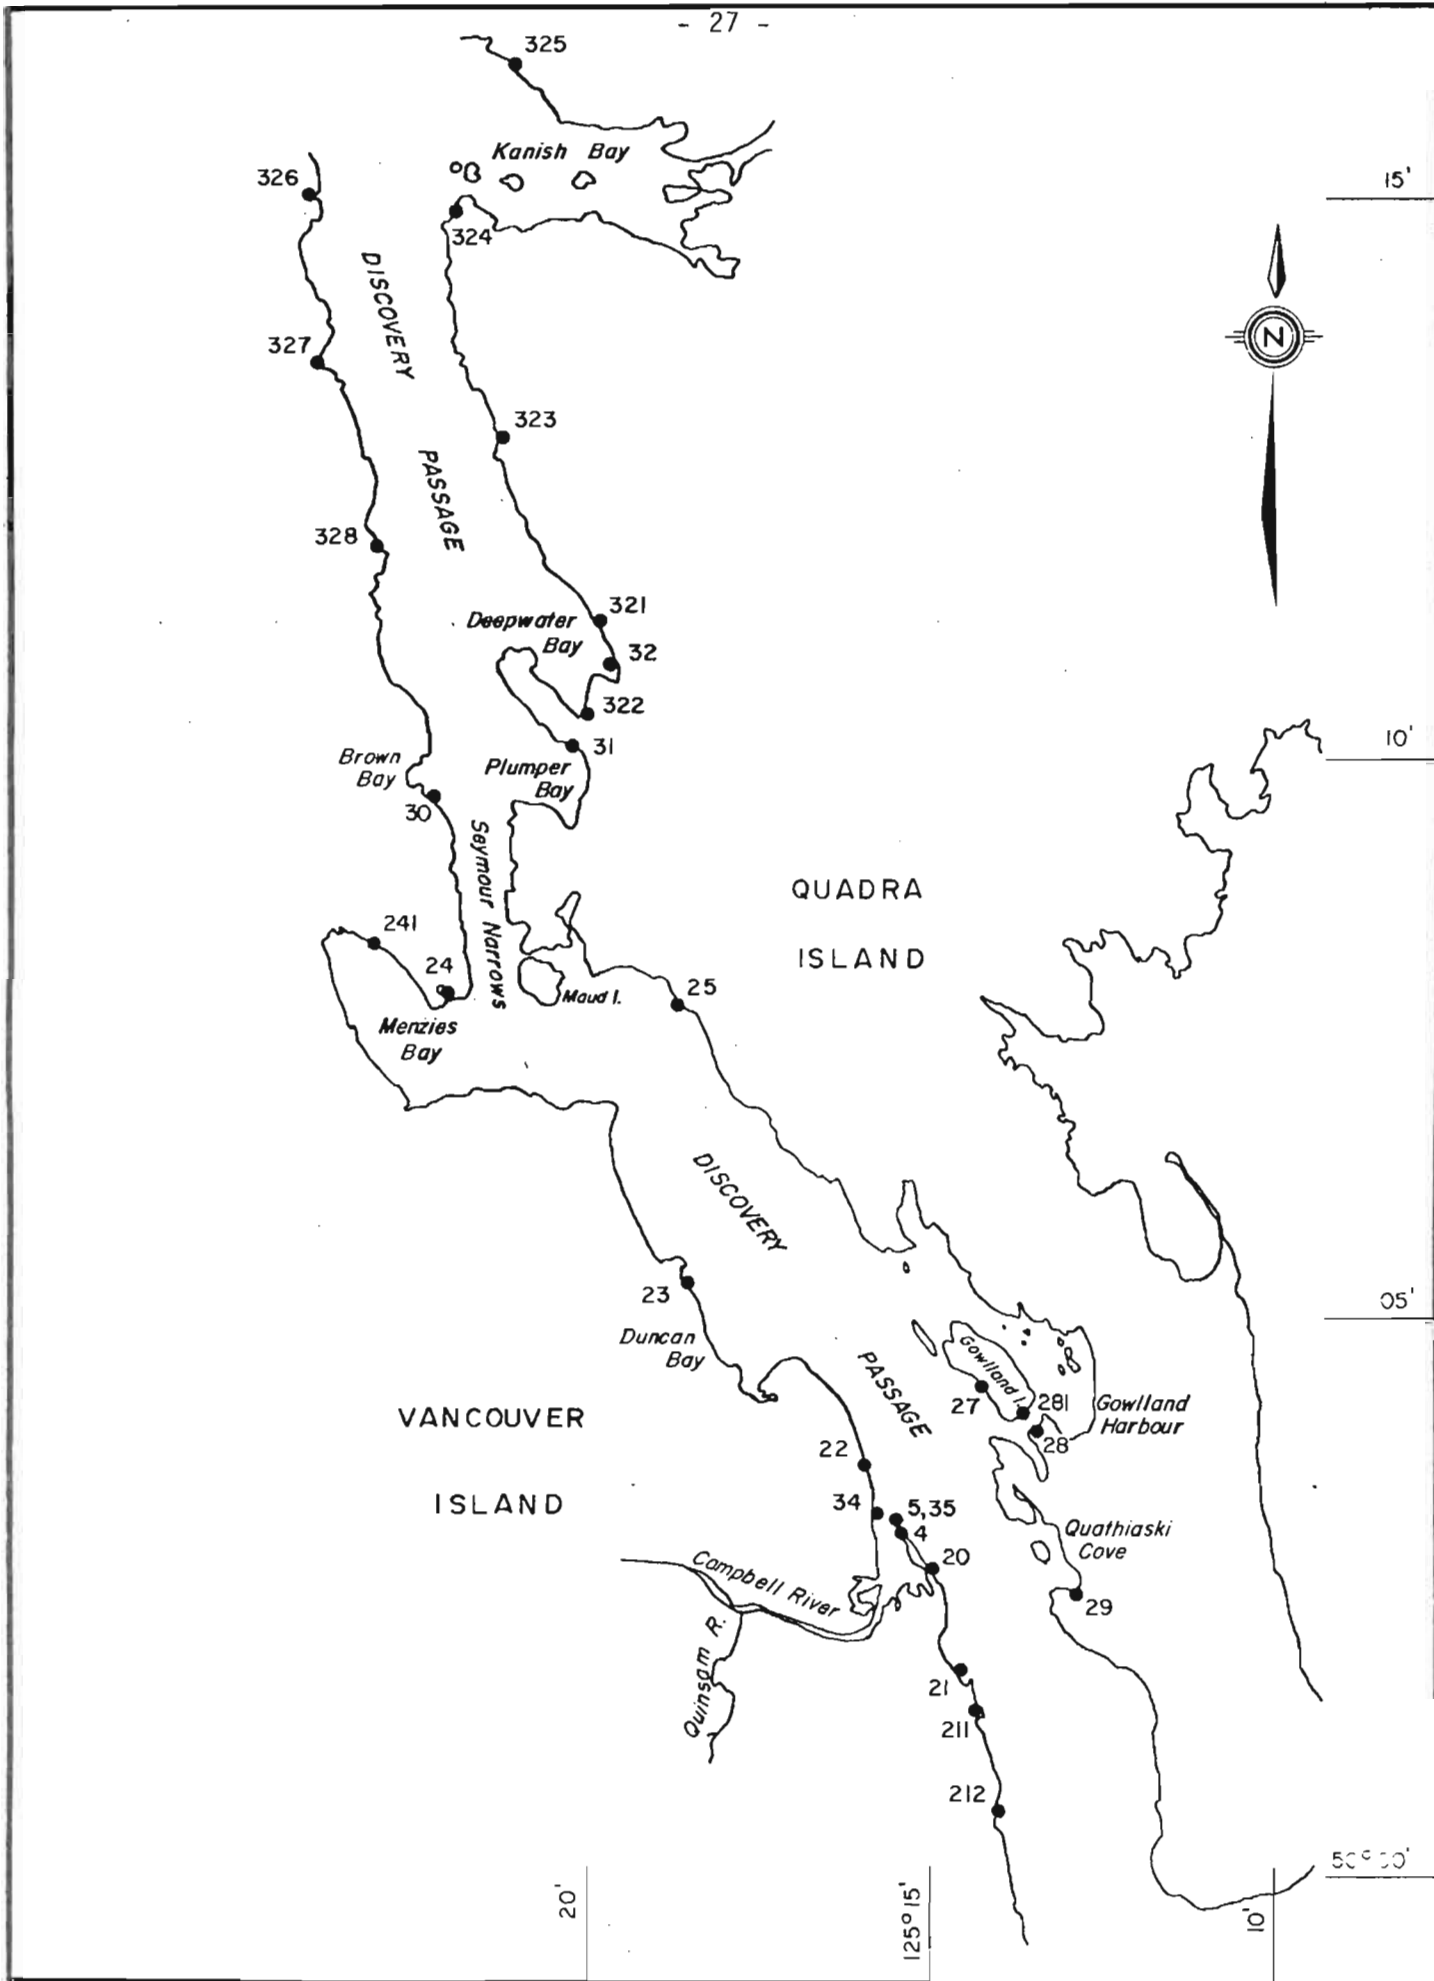 - 27 -
325
Kanish Bay
326
15'
324
DISCOVERY
N
327
323
PASSAGE
328
321
Deepwater
Bay
32
322
31
10'
Brown
Bay
Plumper
Bay
30
Seymour Narrows
QUADRA
ISLAND
241
24
25
Maud I.
Menzies
Bay
DISCOVERY
23
05'
Duncan
Bay
Gowlland I.
PASSAGE
27
281
Gowlland
Harbour
VANCOUVER
ISLAND
28
22
34
5,35
4
Quathiaski
Cove
20
Campbell River
29
Quinsam R.
21
211
212
50°00'
20'
125°15'
10'